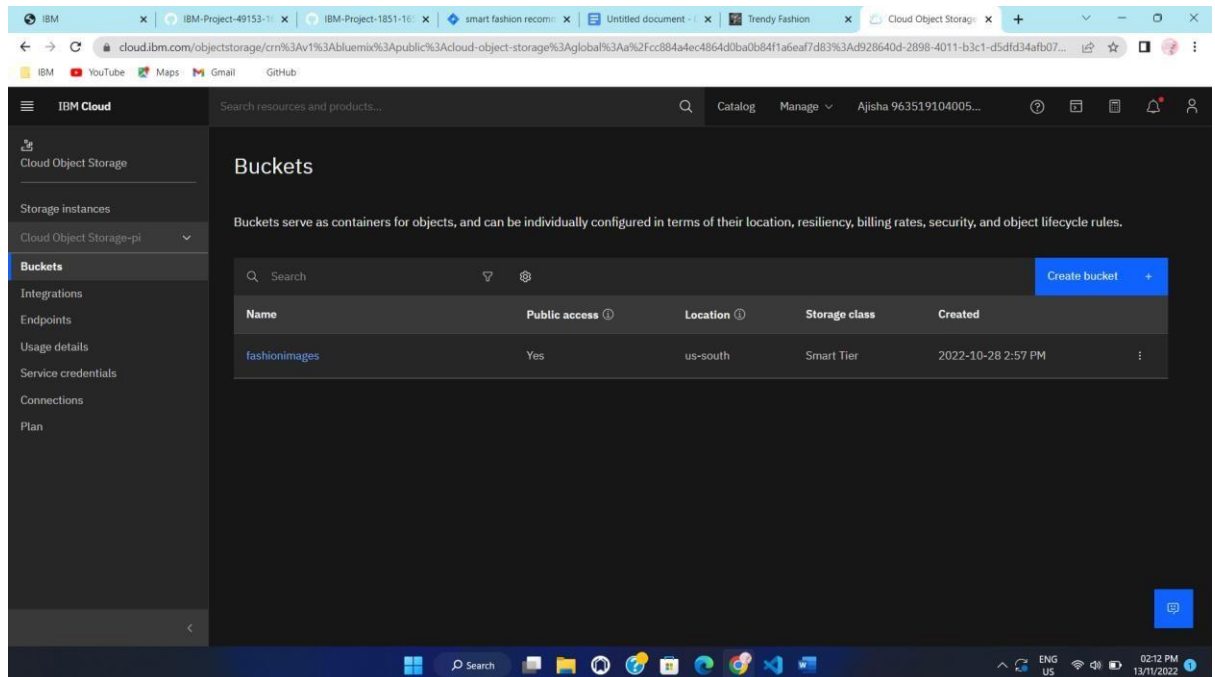 IBM
IBM-Project-49153-1
IBM-Project-1851-16
smart fashion recom
Untitled document -
Trendy Fashion
Cloud Object Storage
cloud.ibm.com/objectstorage/crn%3Av1%3Abluemix%3Apublic%3Acloud-object-storage%3Aglobal%3Aa%2Fcc884a4ec4864d0ba0b84f1a6eaf7d83%3Ad928640d-2898-4011-b3c1-d5dfd34afb07...
IBM YouTube Maps Gmail GitHub
IBM Cloud
Search resources and products...
Catalog Manage Ajisha 963519104005...
Cloud Object Storage
Storage instances
Cloud Object Storage-pi
Buckets
Integrations
Endpoints
Usage details
Service credentials
Connections
Plan
Buckets
Buckets serve as containers for objects, and can be individually configured in terms of their location, resiliency, billing rates, security, and object lifecycle rules.
Search
Create bucket +
Name Public access Location Storage class Created
fashionimages Yes us-south Smart Tier 2022-10-28 2:57 PM
Search
ENG
US
02:12 PM
13/11/2022
1